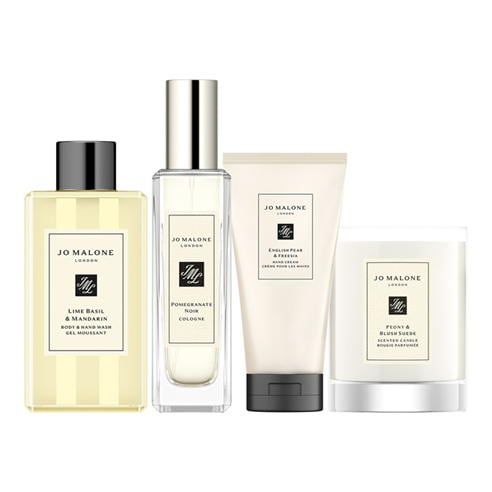 JO MALONE
LONDON
LIME BASIL
& MANDARIN
BODY & HAND WASH
GEL MOUSSANT
JO MALONE
LONDON
POMEGRANATE
NOIR
COLOGNE
ENGLISH PEAR
& FREESIA
HAND CREAM
CRÈME POUR LES MAINS
JO MALONE
LONDON
JO MALONE
LONDON
PEONY &
BLUSH SUEDE
SCENTED CANDLE
BOUGIE PARFUMÉE